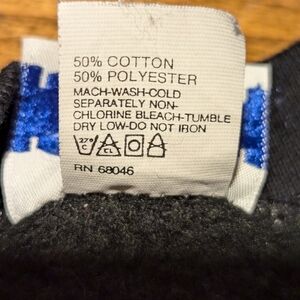 50% COTTON
50% POLYESTER
MACH-WASH-COLD
SEPARATELY NON-
CHLORINE BLEACH-TUMBLE
DRY LOW-DO NOT IRON
CL
RN 68046